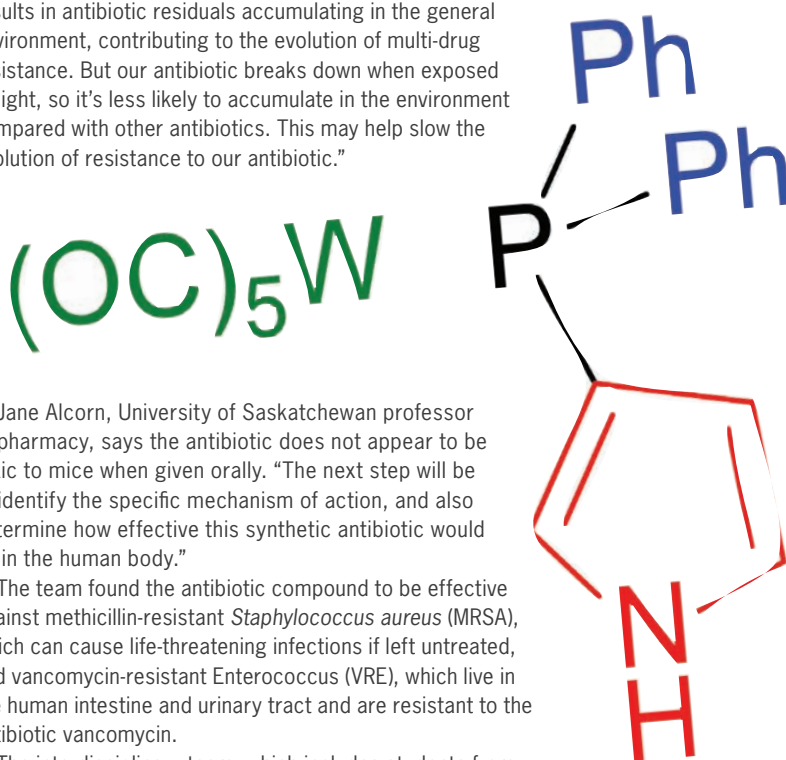 sults in antibiotic residuals accumulating in the general
vironment, contributing to the evolution of multi-drug
sistance. But our antibiotic breaks down when exposed
ight, so it's less likely to accumulate in the environment
mpared with other antibiotics. This may help slow the
olution of resistance to our antibiotic.”
Ph
Ph
P
(OC)5W
Jane Alcorn, University of Saskatchewan professor
pharmacy, says the antibiotic does not appear to be
ic to mice when given orally. “The next step will be
identify the specific mechanism of action, and also
termine how effective this synthetic antibiotic would
in the human body.”
The team found the antibiotic compound to be effective
ainst methicillin-resistant Staphylococcus aureus (MRSA),
ich can cause life-threatening infections if left untreated,
d vancomycin-resistant Enterococcus (VRE), which live in
e human intestine and urinary tract and are resistant to the
tibiotic vancomycin.
N
H